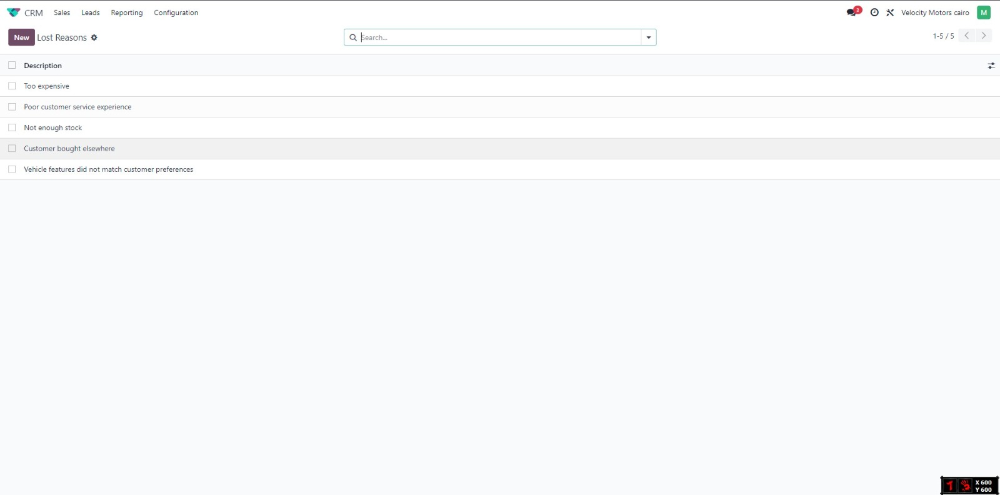 CRM Sales Leads Reporting Configuration 3 Velocity Motors cairo M
New Lost Reasons Search... 1-5 / 5
Description
Too expensive
Poor customer service experience
Not enough stock
Customer bought elsewhere
Vehicle features did not match customer preferences
1 X 600
Y 600